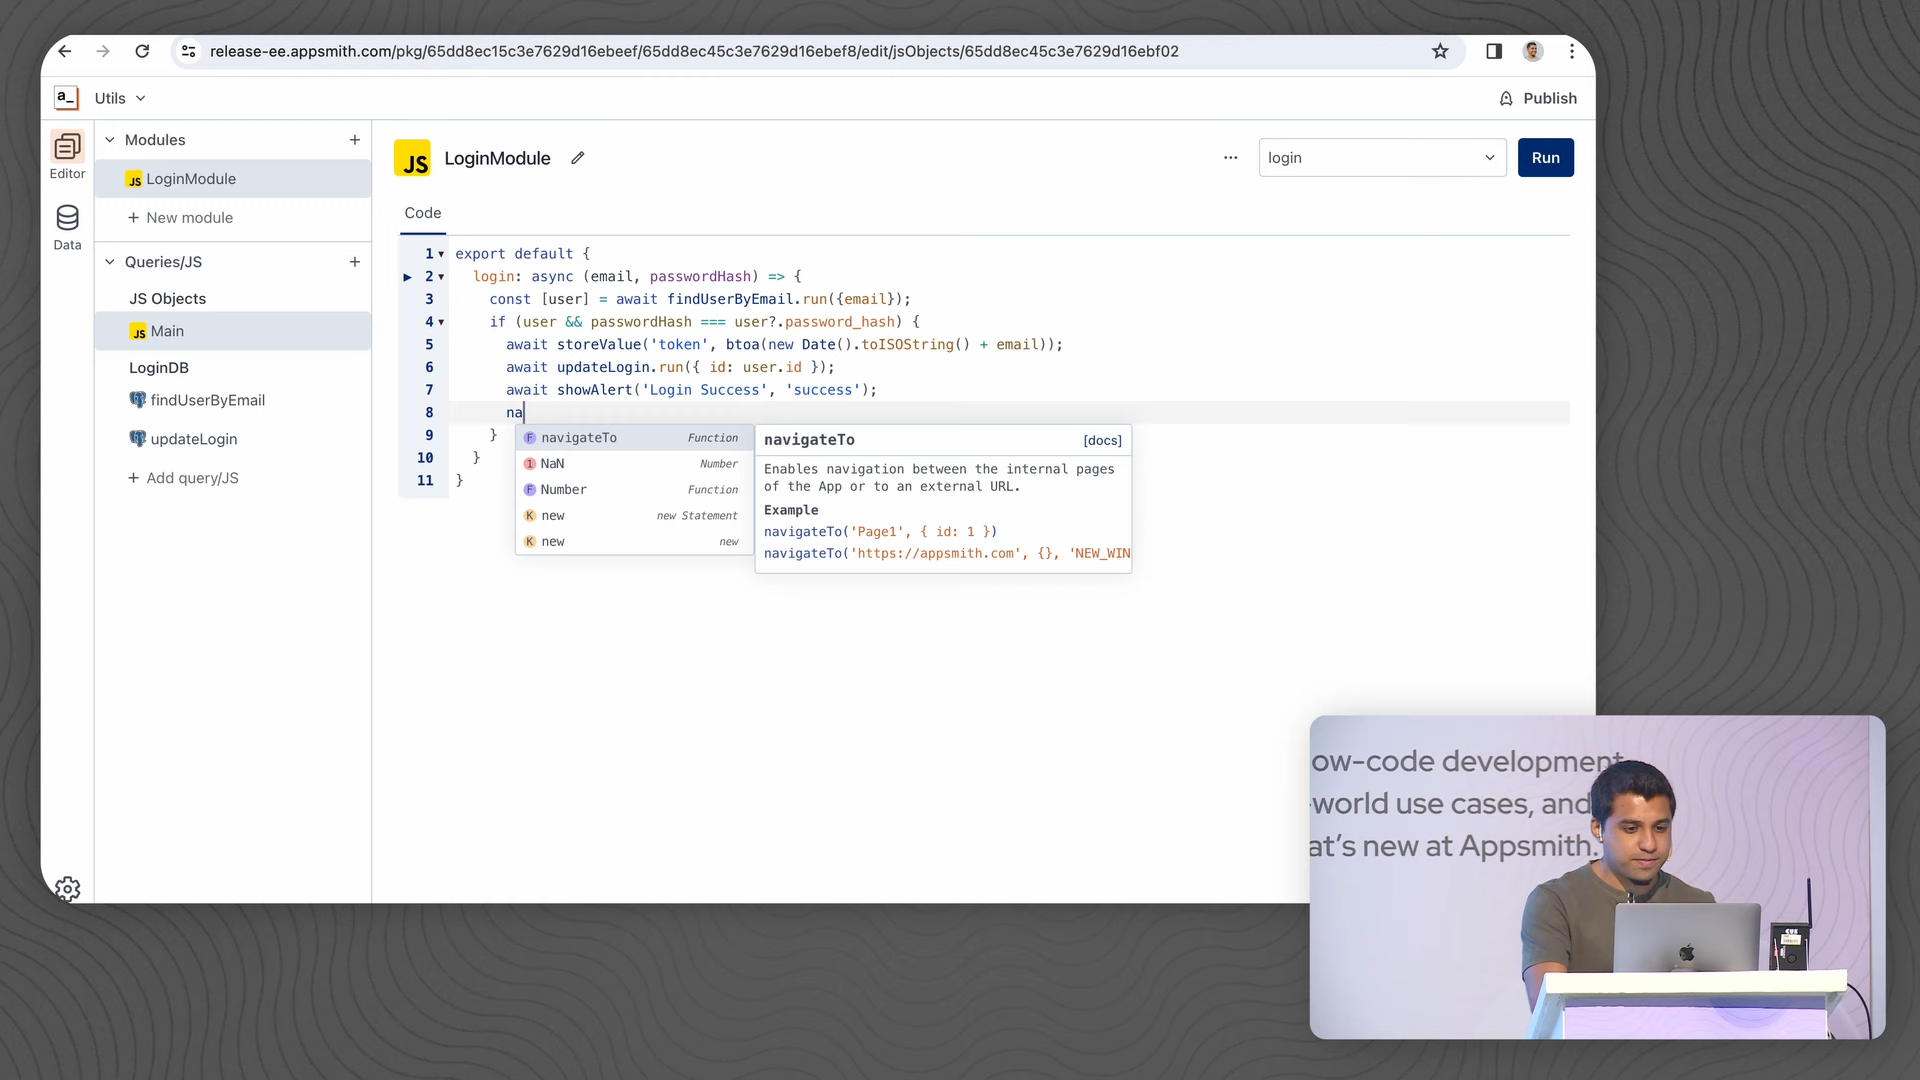 release-ee.appsmith.com/pkg/65dd8ec15c3e7629d16ebeef/65dd8ec45c3e7629d16ebef8/edit/jsObjects/65dd8ec45c3e7629d16ebf02
a_
Utils
Publish
Editor
Data
Modules
JS LoginModule
New module
Queries/JS
JS Objects
JS Main
LoginDB
findUserByEmail
updateLogin
Add query/JS
JS LoginModule
login
Run
Code
1 export default {
2 login: async (email, passwordHash) => {
3 const [user] = await findUserByEmail.run({email});
4 if (user && passwordHash === user?.password_hash) {
5 await storeValue('token', btoa(new Date().toISOString() + email));
6 await updateLogin.run({ id: user.id });
7 await showAlert('Login Success', 'success');
8 na
9 }
10 }
11 }
F navigateTo Function
1 NaN Number
F Number Function
K new new Statement
K new new
navigateTo [docs]
Enables navigation between the internal pages
of the App or to an external URL.
Example
navigateTo('Page1', { id: 1 })
navigateTo('https://appsmith.com', {}, 'NEW_WIN
ow-code development
-world use cases, and
at's new at Appsmith.
CUE